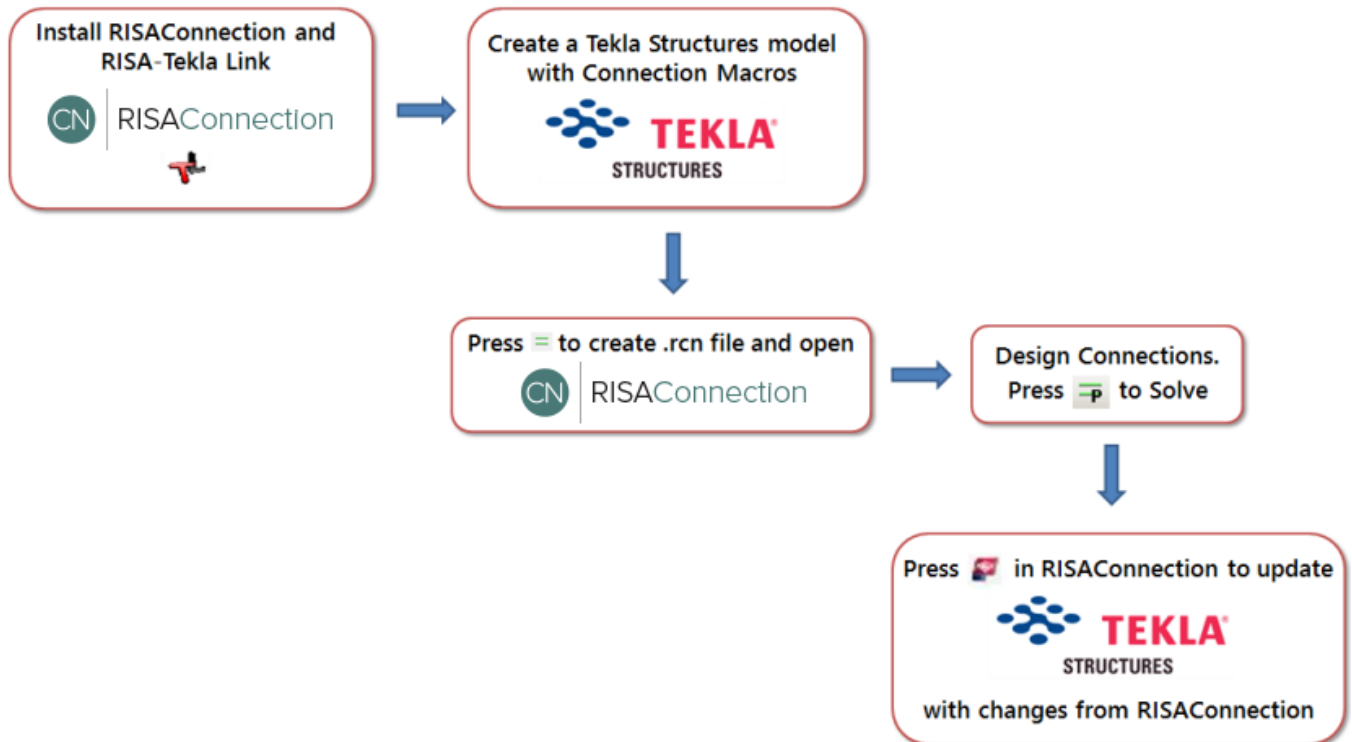 Install RISAConnection and
RISA-Tekla Link
CN RISAConnection
Create a Tekla Structures model
with Connection Macros
TEKLA®
STRUCTURES
Press = to create .rcn file and open
CN RISAConnection
Design Connections.
Press P to Solve
Press in RISAConnection to update
TEKLA®
STRUCTURES
with changes from RISAConnection